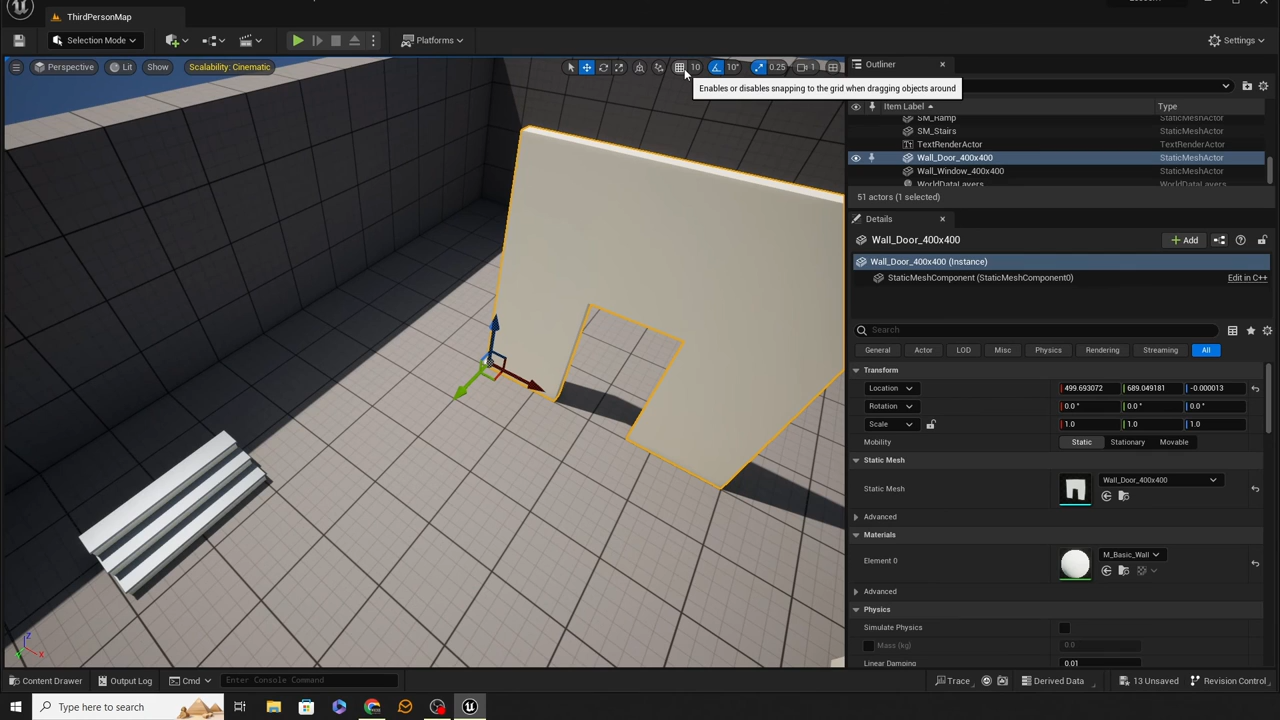 ThirdPersonMap
Selection Mode
Platforms
Settings
Perspective
Lit
Show
Scalability: Cinematic
10
10°
0.25
1
Enables or disables snapping to the grid when dragging objects around
Outliner
Item Label
Type
SM_Ramp
StaticMeshActor
SM_Stairs
StaticMeshActor
TextRenderActor
TextRenderActor
Wall_Door_400x400
StaticMeshActor
Wall_Window_400x400
StaticMeshActor
WorldDataLayers
WorldDataLayers
51 actors (1 selected)
Details
Wall_Door_400x400
Add
Wall_Door_400x400 (Instance)
StaticMeshComponent (StaticMeshComponent0)
Edit in C++
Search
General
Actor
LOD
Misc
Physics
Rendering
Streaming
All
Transform
Location
499.693072
689.049181
-0.000013
Rotation
0.0 °
0.0 °
0.0 °
Scale
1.0
1.0
1.0
Mobility
Static
Stationary
Movable
Static Mesh
Static Mesh
Wall_Door_400x400
Advanced
Materials
Element 0
M_Basic_Wall
Advanced
Physics
Simulate Physics
Mass (kg)
0.0
Linear Damping
0.01
Z
X
Content Drawer
Output Log
Cmd
Enter Console Command
Trace
Derived Data
13 Unsaved
Revision Control
Type here to search